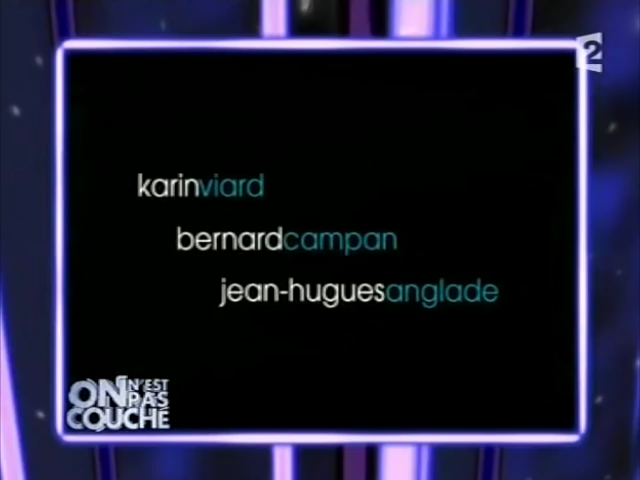 2
karinviard
bernardcampan
jean-huguesanglade
ON N'EST
PAS
COUCHÉ